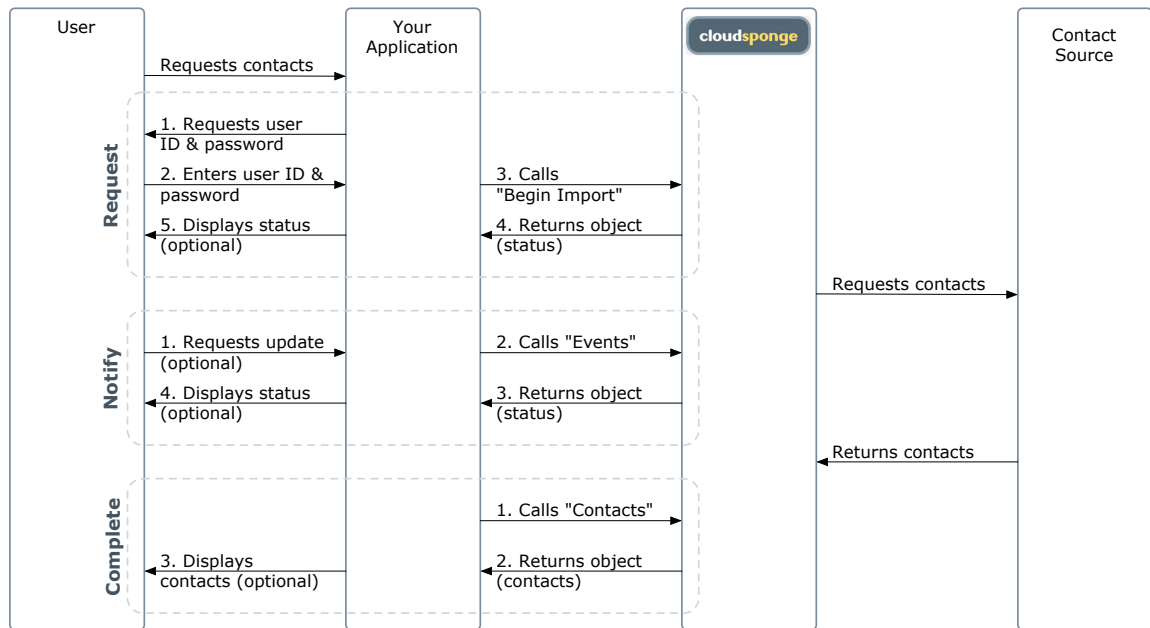 User
Your
Application
cloudsponge
Contact
Source
Requests contacts
Request
1. Requests user
ID & password
2. Enters user ID &
password
3. Calls
"Begin Import"
5. Displays status
(optional)
4. Returns object
(status)
Requests contacts
Notify
1. Requests update
(optional)
2. Calls "Events"
4. Displays status
(optional)
3. Returns object
(status)
Returns contacts
Complete
1. Calls "Contacts"
3. Displays
contacts (optional)
2. Returns object
(contacts)